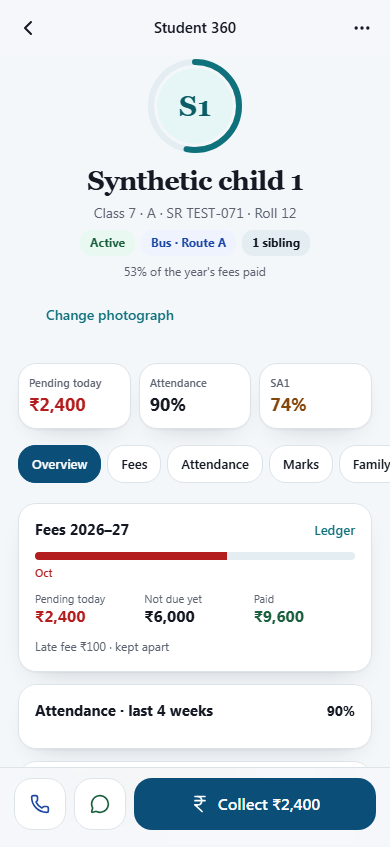 Student 360
S1
Synthetic child 1
Class 7 · A · SR TEST-071 · Roll 12
Active Bus · Route A 1 sibling
53% of the year's fees paid
Change photograph
Pending today Attendance SA1
₹2,400 90% 74%
Overview Fees Attendance Marks Family
Fees 2026–27 Ledger
Oct
Pending today Not due yet Paid
₹2,400 ₹6,000 ₹9,600
Late fee ₹100 · kept apart
Attendance · last 4 weeks 90%
₹ Collect ₹2,400